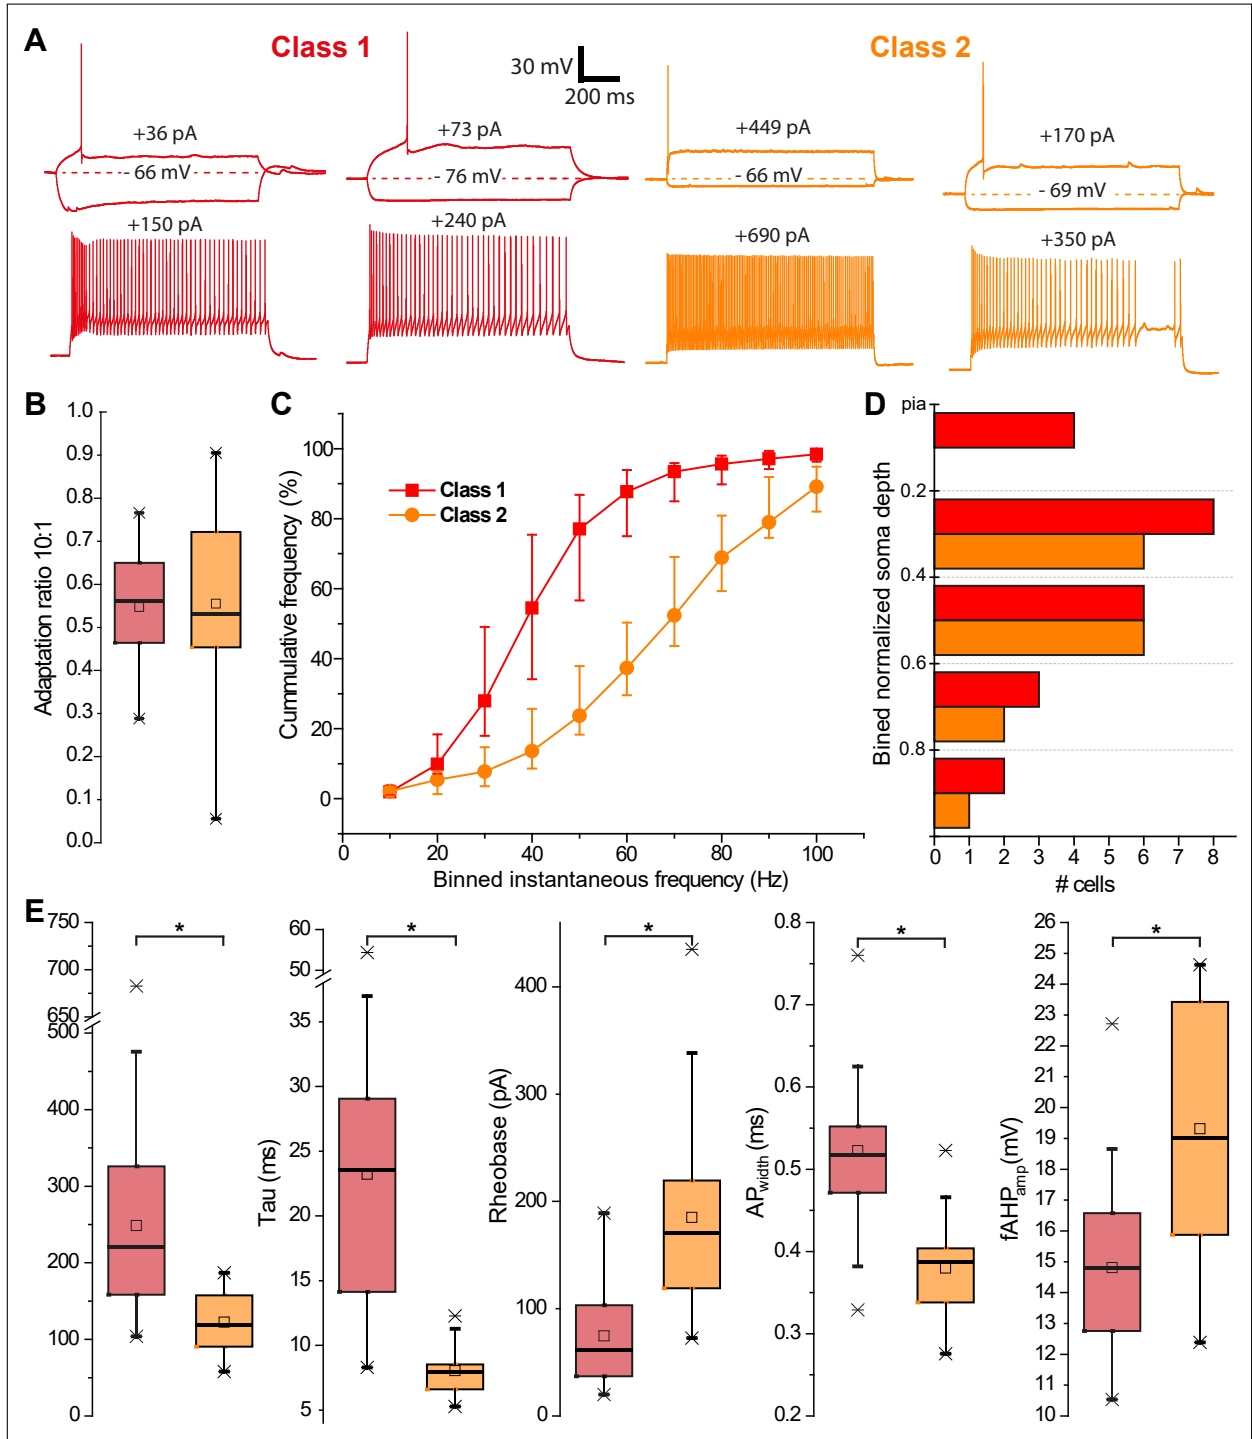 A
Class 1
Class 2
30 mV
200 ms
+36 pA
+73 pA
+449 pA
+170 pA
- 66 mV
- 76 mV
- 66 mV
- 69 mV
+150 pA
+240 pA
+690 pA
+350 pA
B
1.0
0.9
0.8
0.7
0.6
0.5
0.4
0.3
0.2
0.1
0.0
Adaptation ratio 10:1
C
100
80
60
40
20
0
Cummulative frequency (%)
Class 1
Class 2
0
20
40
60
80
100
Binned instantaneous frequency (Hz)
D
pia
0.2
0.4
0.6
0.8
Bined normalized soma depth
0 1 2 3 4 5 6 7 8
# cells
E
750
700
650
500
400
300
200
100
0
*
60
50
35
30
25
20
15
10
5
Tau (ms)
*
400
300
200
100
0
Rheobase (pA)
*
0.8
0.7
0.6
0.5
0.4
0.3
0.2
APwidth (ms)
*
26
25
24
23
22
21
20
19
18
17
16
15
14
13
12
11
10
fAHPamp (mV)
*